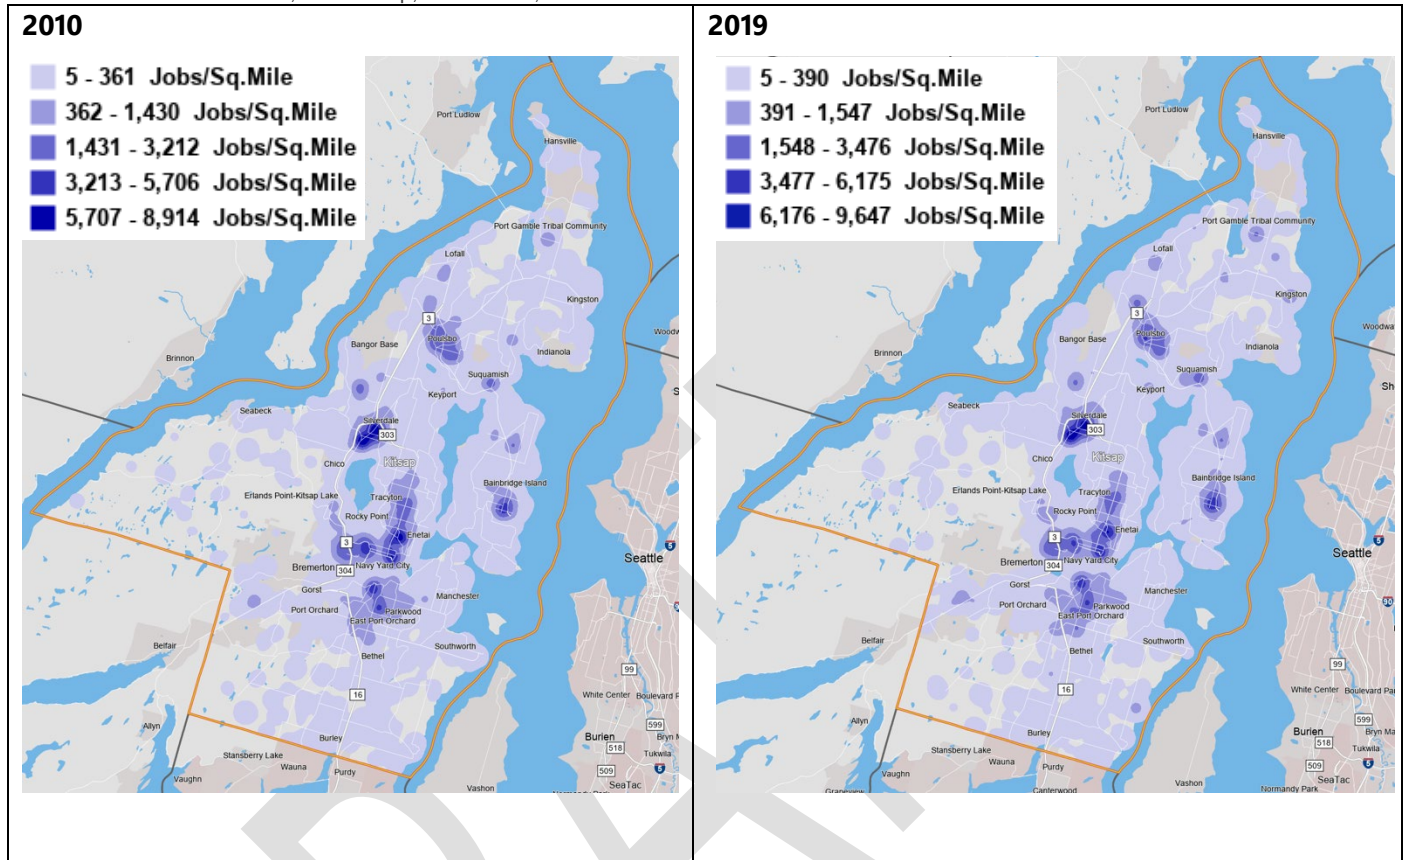 2010
5 - 361 Jobs/Sq.Mile
362 - 1,430 Jobs/Sq.Mile
1,431 - 3,212 Jobs/Sq.Mile
3,213 - 5,706 Jobs/Sq.Mile
5,707 - 8,914 Jobs/Sq.Mile
Port Ludlow
Hansville
Port Gamble Tribal Community
Lofall
Kingston
3
Poulsbo
Bangor Base
Indianola
Brinnon
Suquamish
Keyport
Seabeck
Silverdale
303
Kitsap
Chico
Bainbridge Island
Erlands Point-Kitsap Lake
Tracyton
Rocky Point
Enetai
3
Seattle
5
Bremerton
304
Navy Yard City
Gorst
Manchester
Port Orchard
Parkwood
East Port Orchard
Belfair
Southworth
Bethel
99
16
White Center
Allyn
599
Burley
Burien
518
Tukwila
Stansberry Lake
Wauna
Purdy
509
5
SeaTac
Vaughn
Vashon
2019
5 - 390 Jobs/Sq.Mile
391 - 1,547 Jobs/Sq.Mile
1,548 - 3,476 Jobs/Sq.Mile
3,477 - 6,175 Jobs/Sq.Mile
6,176 - 9,647 Jobs/Sq.Mile
Port Ludlow
Hansville
Port Gamble Tribal Community
Lofall
Kingston
3
Poulsbo
Bangor Base
Indianola
Brinnon
Suquamish
Keyport
Seabeck
Silverdale
303
Kitsap
Chico
Bainbridge Island
Erlands Point-Kitsap Lake
Tracyton
Rocky Point
Enetai
3
Seattle
5
Bremerton
304
Navy Yard City
Gorst
Manchester
90
Port Orchard
Parkwood
East Port Orchard
Belfair
Southworth
Bethel
99
16
White Center
Allyn
599
Burley
Burien
518
Tukwila
Stansberry Lake
Wauna
Purdy
509
5
SeaTac
Vaughn
Vashon
Normandy Park